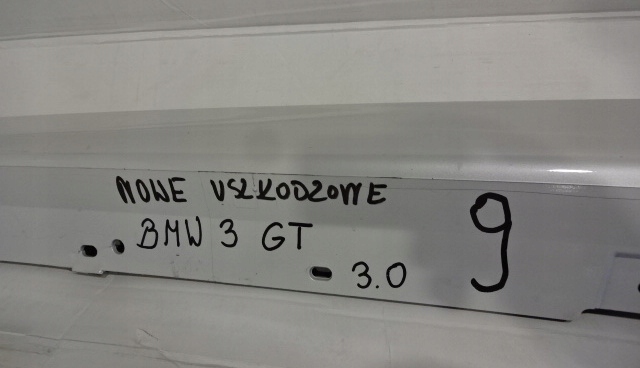 NOWE USZKODZONE
BMW 3 GT
3.0
9